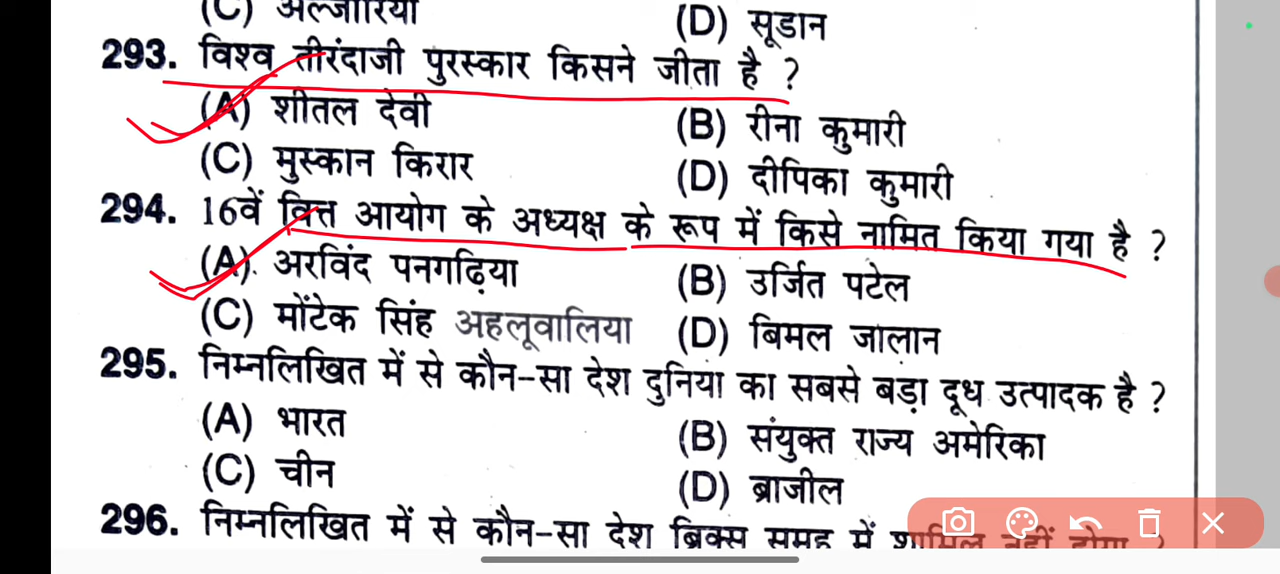 (C) अल्जीरिया (D) सूडान
293. विश्व तीरंदाजी पुरस्कार किसने जीता है ?
(A) शीतल देवी (B) रीना कुमारी
(C) मुस्कान किरार (D) दीपिका कुमारी
294. 16वें वित्त आयोग के अध्यक्ष के रूप में किसे नामित किया गया है ?
(A). अरविंद पनगढ़िया (B) उर्जित पटेल
(C) मोंटेक सिंह अहलूवालिया (D) बिमल जालान
295. निम्नलिखित में से कौन-सा देश दुनिया का सबसे बड़ा दूध उत्पादक है ?
(A) भारत (B) संयुक्त राज्य अमेरिका
(C) चीन (D) ब्राजील
296. निम्नलिखित में से कौन-सा देश ब्रिक्स समूह में शामिल नहीं होगा ?